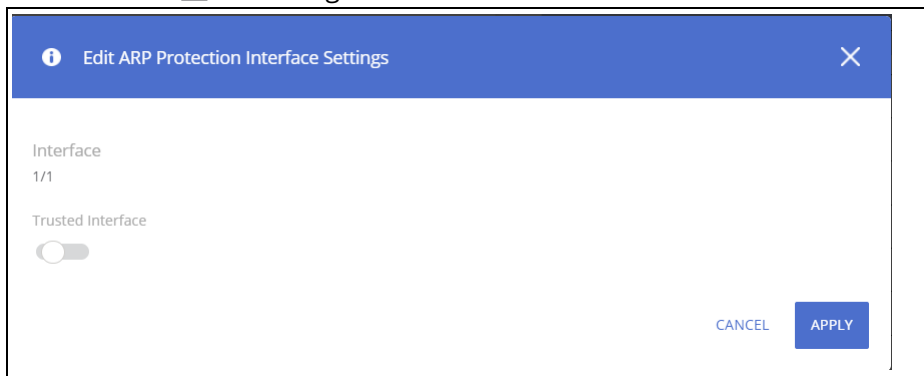 Edit ARP Protection Interface Settings
Interface
1/1
Trusted Interface
CANCEL APPLY